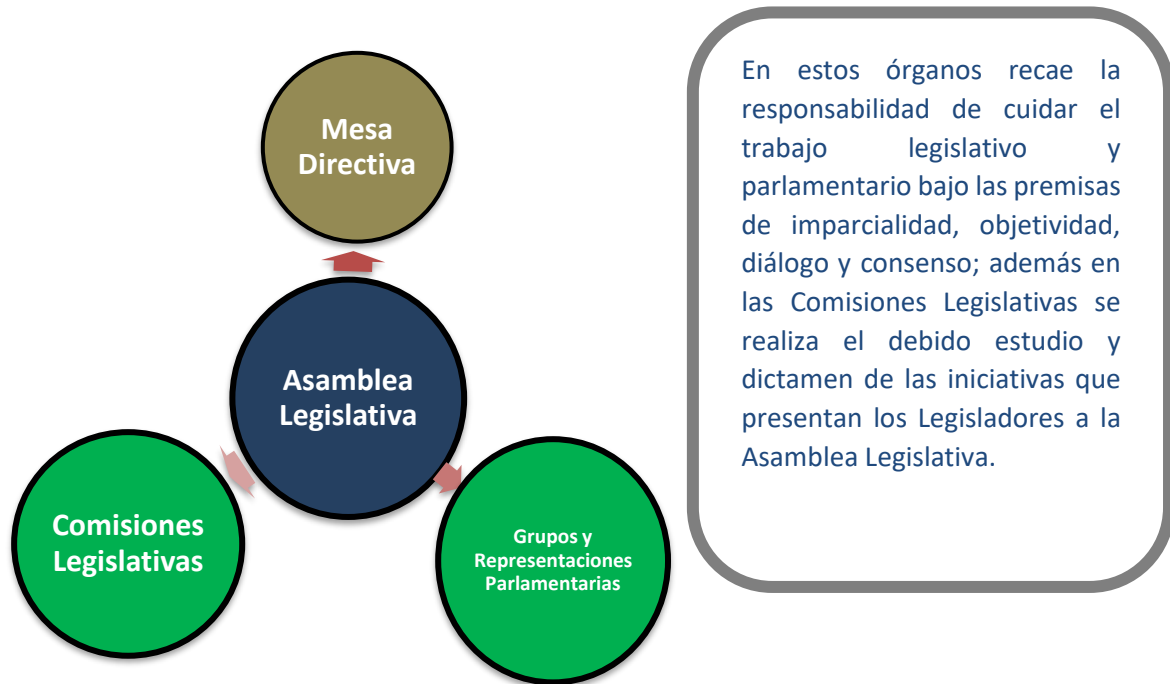 Mesa
Directiva
Asamblea
Legislativa
Comisiones
Legislativas
Grupos y
Representaciones
Parlamentarias
En estos órganos recae la
responsabilidad de cuidar el
trabajo legislativo y
parlamentario bajo las premisas
de imparcialidad, objetividad,
diálogo y consenso; además en
las Comisiones Legislativas se
realiza el debido estudio y
dictamen de las iniciativas que
presentan los Legisladores a la
Asamblea Legislativa.